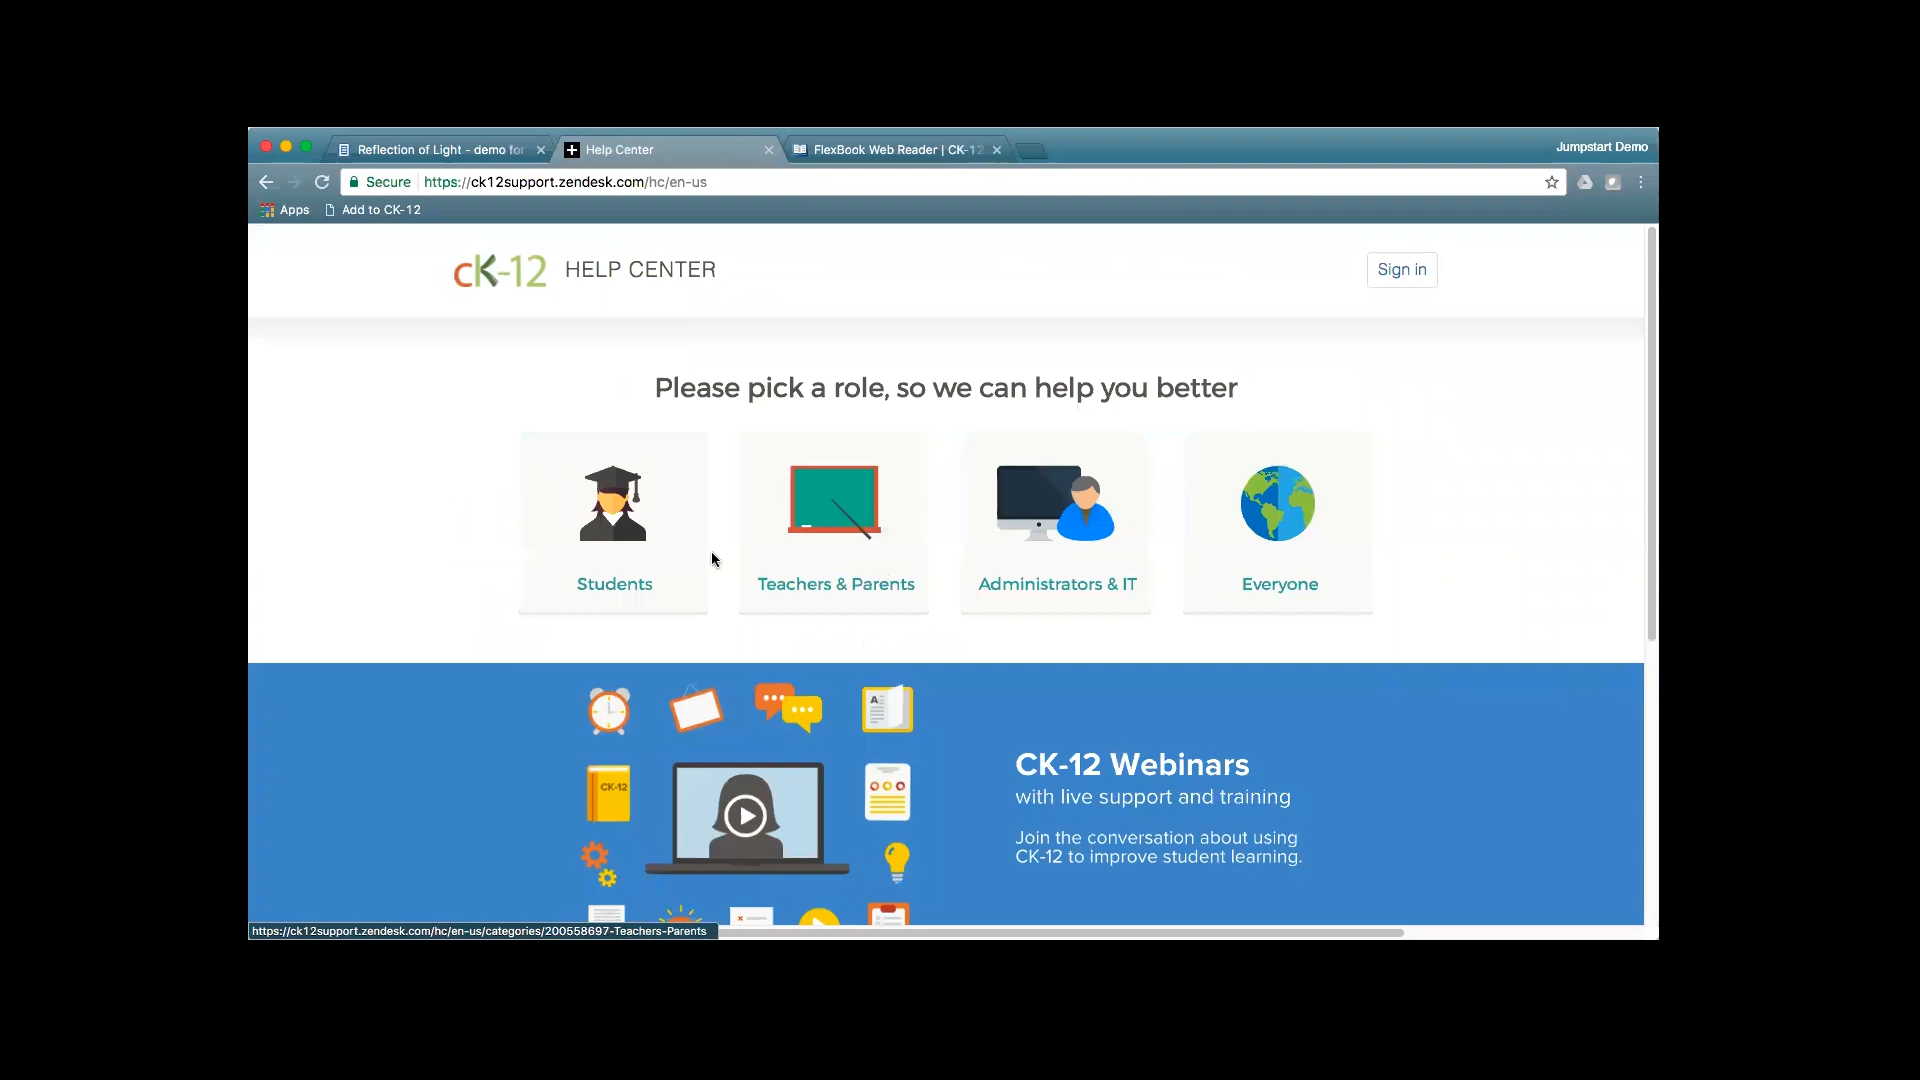 Reflection of Light - demo for
Help Center
FlexBook Web Reader | CK-12
Jumpstart Demo
Secure
https://ck12support.zendesk.com/hc/en-us
Apps
Add to CK-12
cK-12 HELP CENTER
Sign in
Please pick a role, so we can help you better
Students
Teachers & Parents
Administrators & IT
Everyone
A
CK-12
CK-12 Webinars
with live support and training
Join the conversation about using
CK-12 to improve student learning.
https://ck12support.zendesk.com/hc/en-us/categories/200558697-Teachers-Parents